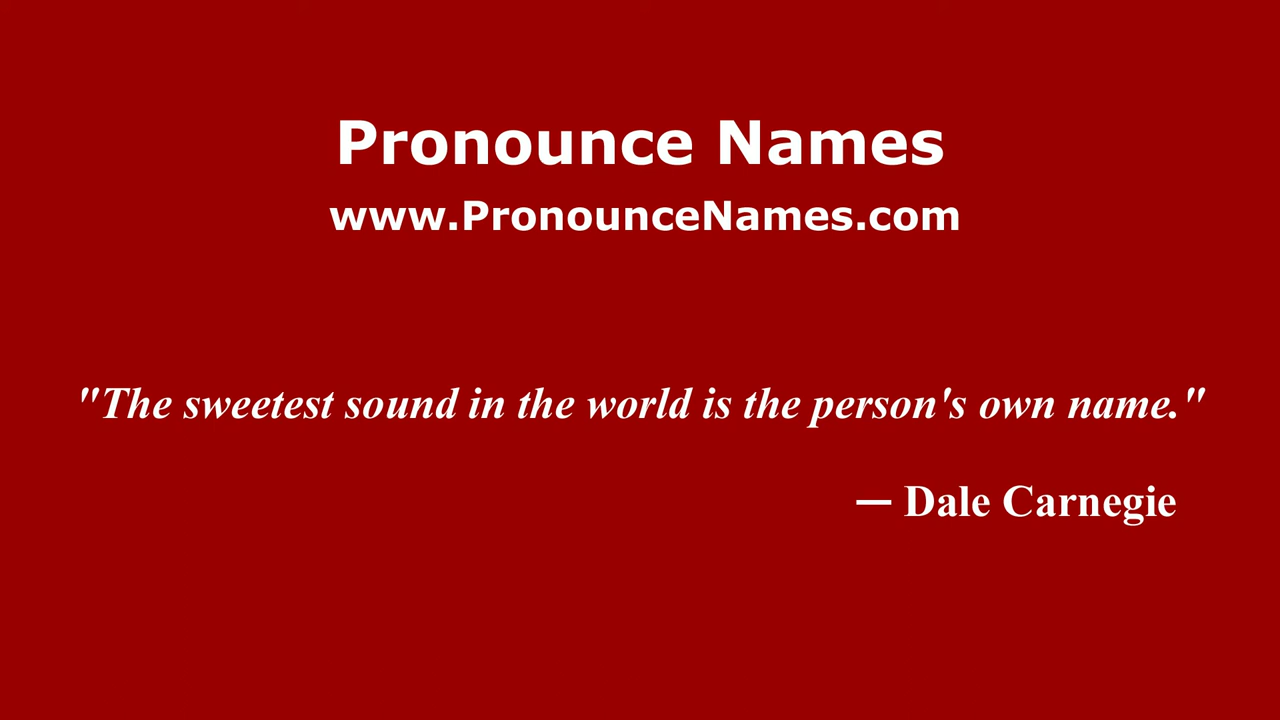 Pronounce Names
www.PronounceNames.com
"The sweetest sound in the world is the person's own name."
— Dale Carnegie